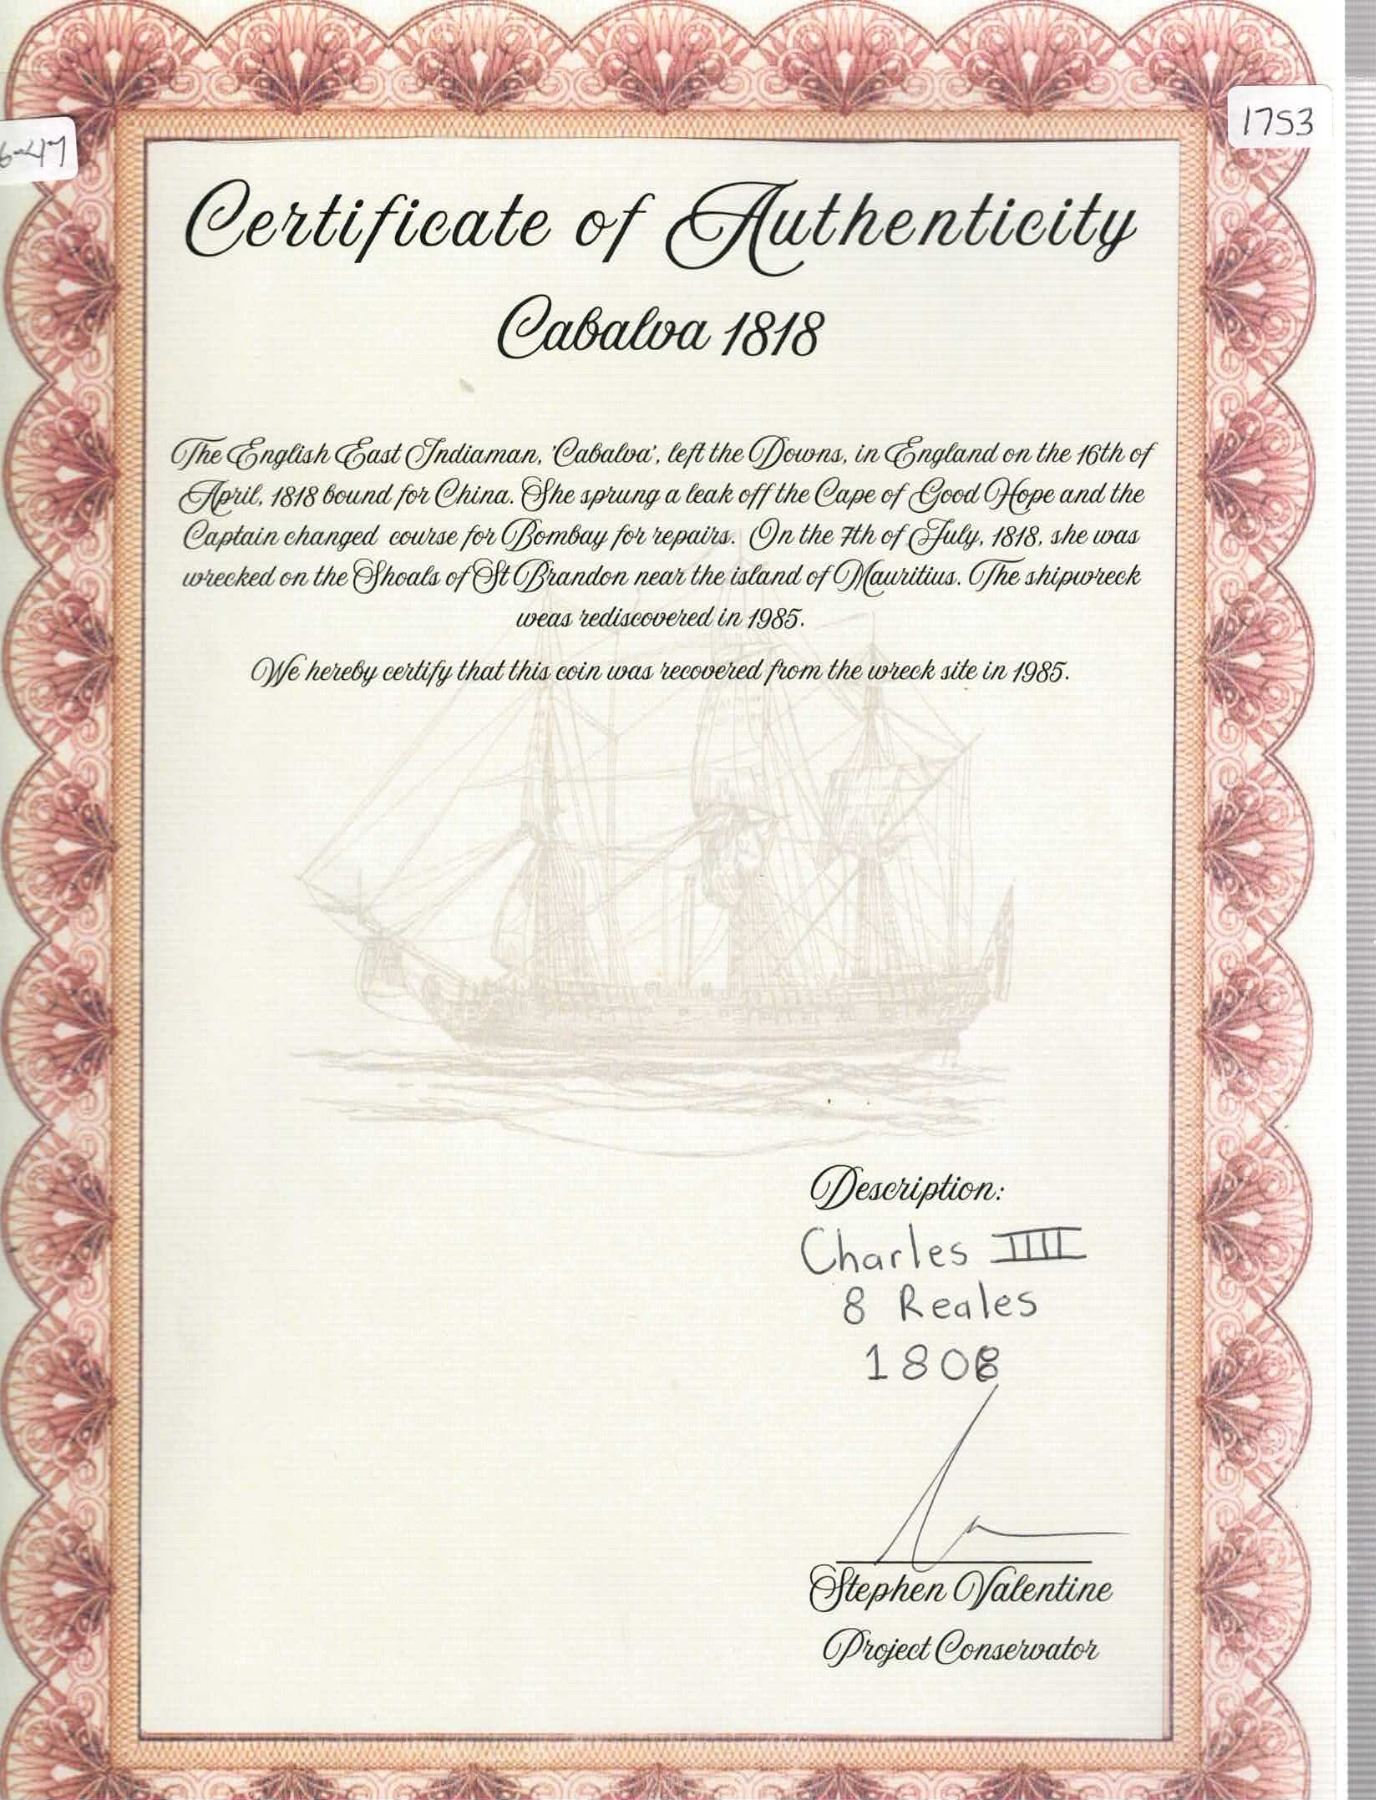 1753
Certificate of Authenticity
Cabalva 1818
The English East Indiaman, 'Cabalva', left the Downs, in England on the 16th of
April, 1818 bound for China. She sprung a leak off the Cape of Good Hope and the
Captain changed course for Bombay for repairs. On the 7th of July, 1818, she was
wrecked on the Shoals of St Brandon near the island of Mauritius. The shipwreck
weas rediscovered in 1985.
We hereby certify that this coin was recovered from the wreck site in 1985.
Description:
Charles IIII
8 Reales
Stephen Valentine
Project Conservator